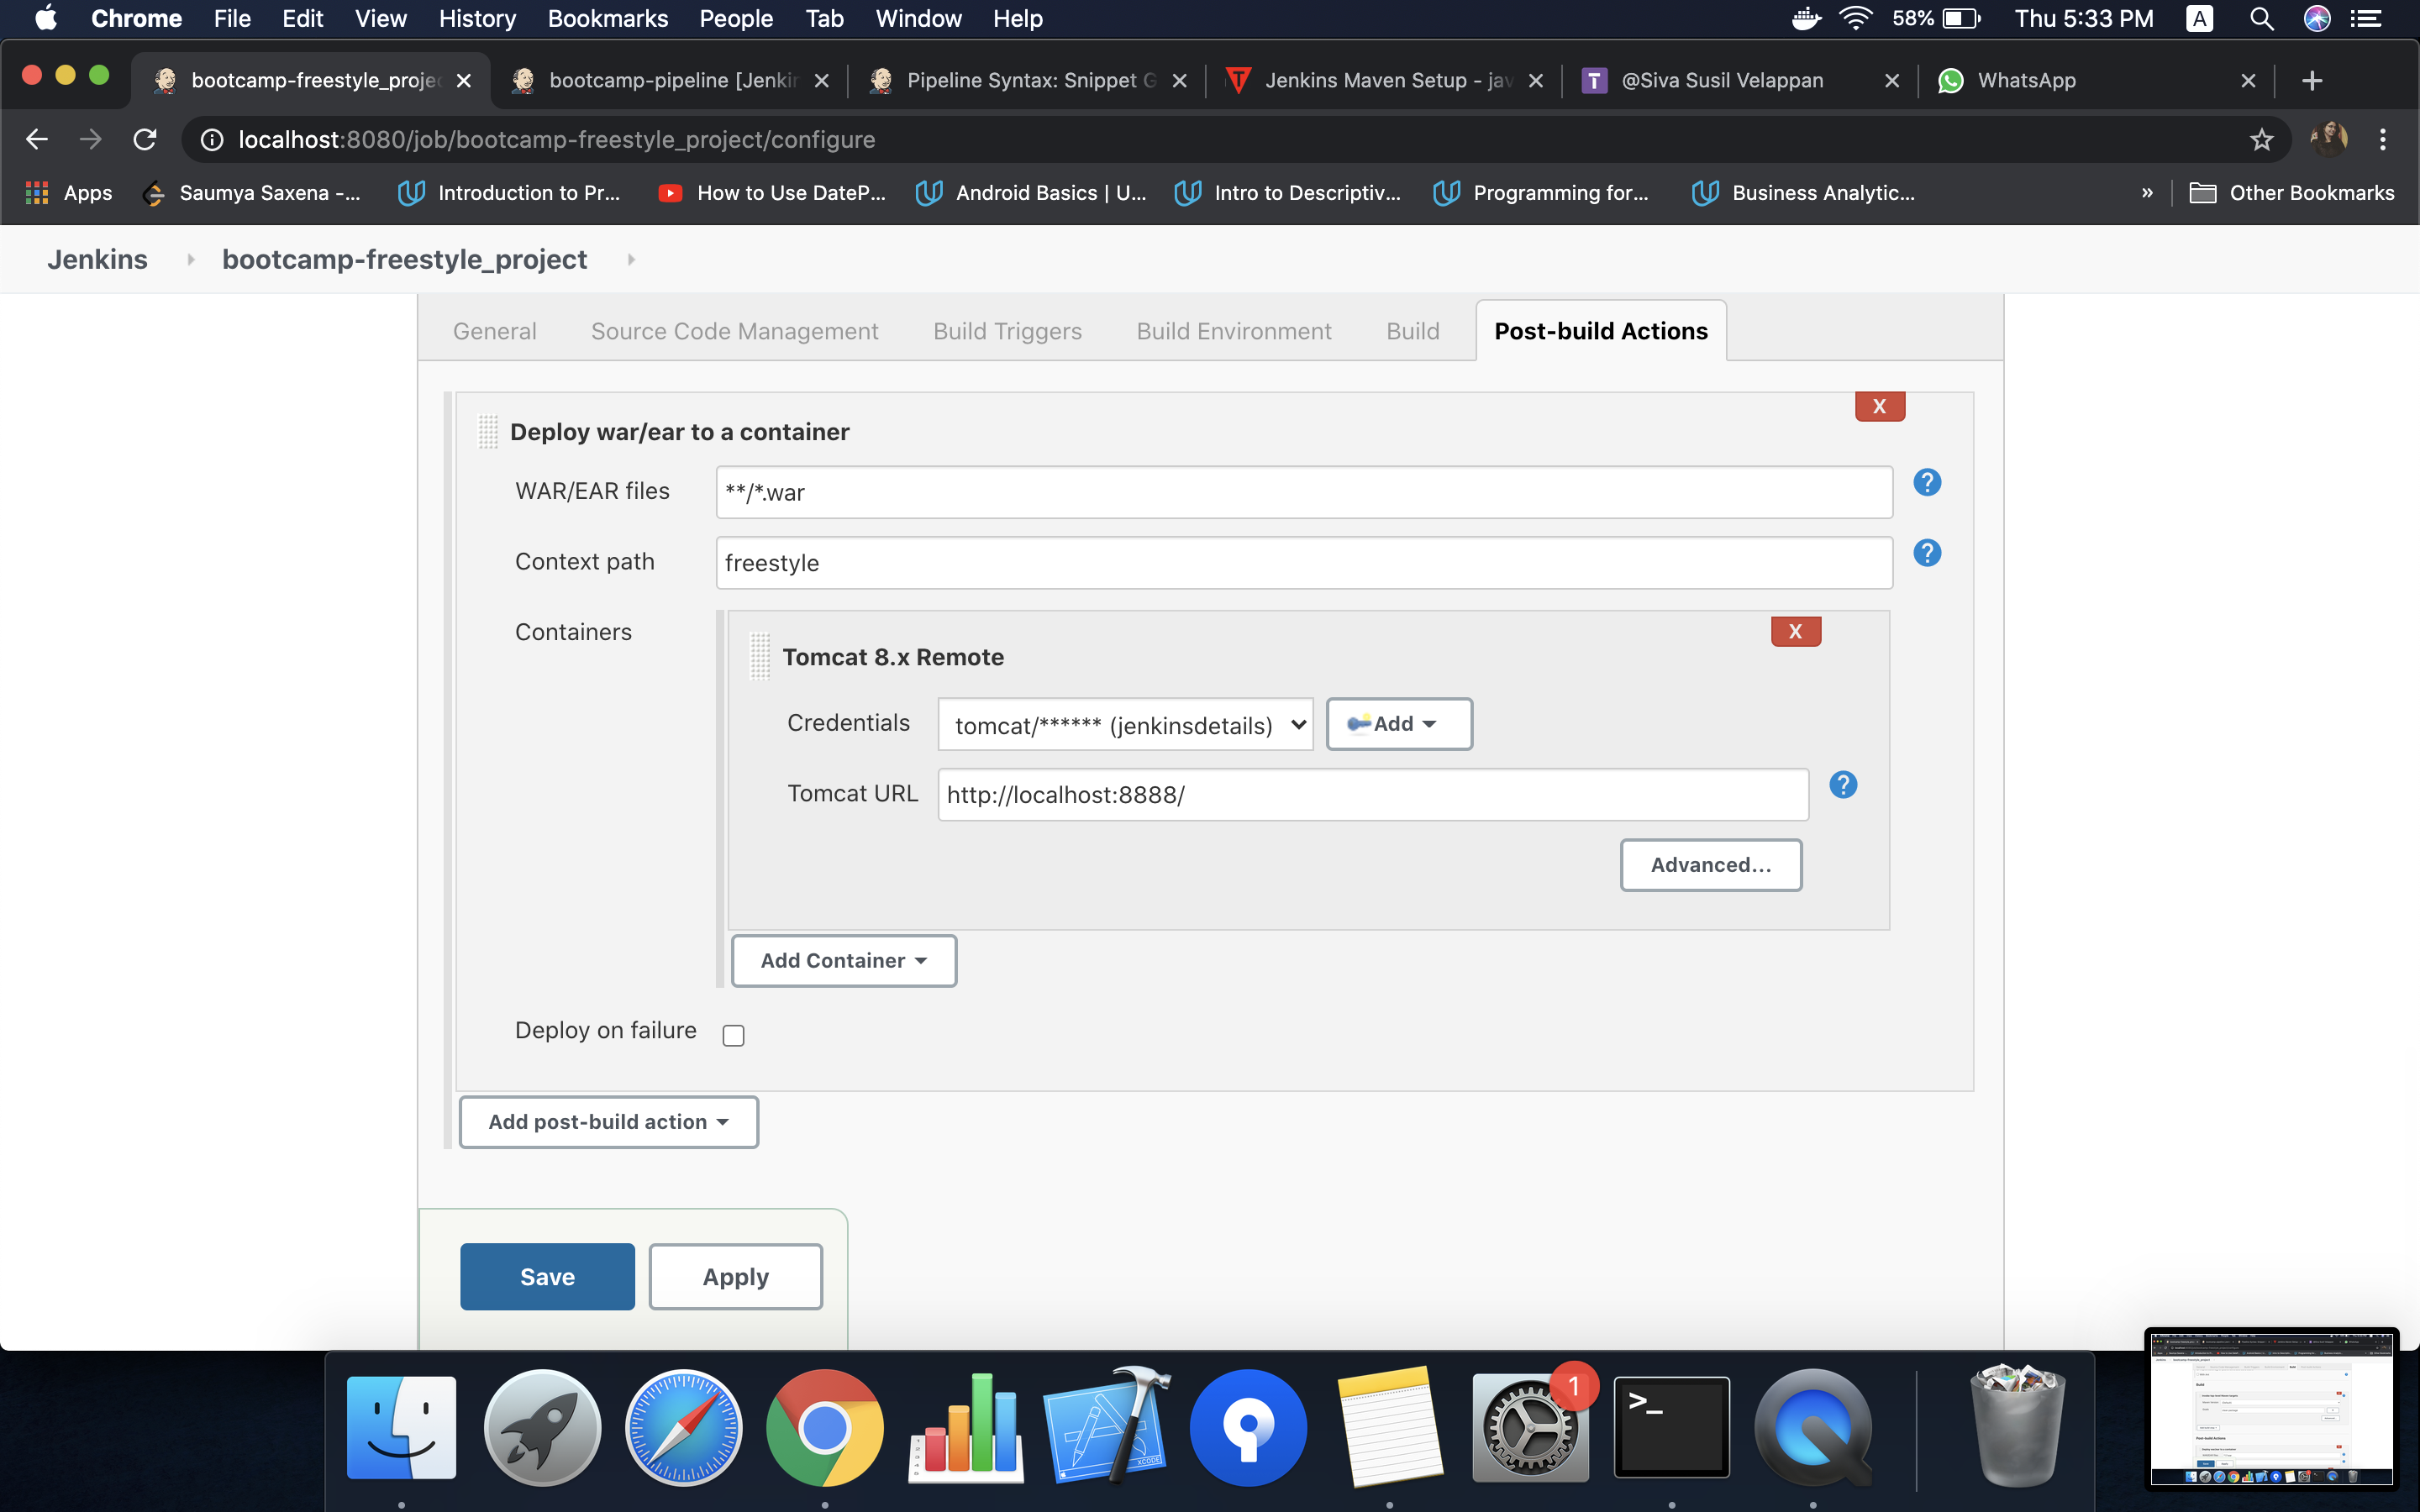 Chrome File Edit View History Bookmarks People Tab Window Help 58% Thu 5:33 PM A
bootcamp-freestyle_projec bootcamp-pipeline [Jenkin Pipeline Syntax: Snippet G Jenkins Maven Setup - jav @Siva Susil Velappan WhatsApp
localhost:8080/job/bootcamp-freestyle_project/configure
Apps Saumya Saxena -... Introduction to Pr... How to Use DateP... Android Basics | U... Intro to Descriptiv... Programming for... Business Analytic... » Other Bookmarks
Jenkins bootcamp-freestyle_project
General Source Code Management Build Triggers Build Environment Build Post-build Actions
X
Deploy war/ear to a container
WAR/EAR files **/*.war ?
Context path freestyle ?
Containers X
Tomcat 8.x Remote
Credentials tomcat/****** (jenkinsdetails) Add
Tomcat URL http://localhost:8888/ ?
Advanced...
Add Container
Deploy on failure
Add post-build action
Save Apply
1
>_
XCODE